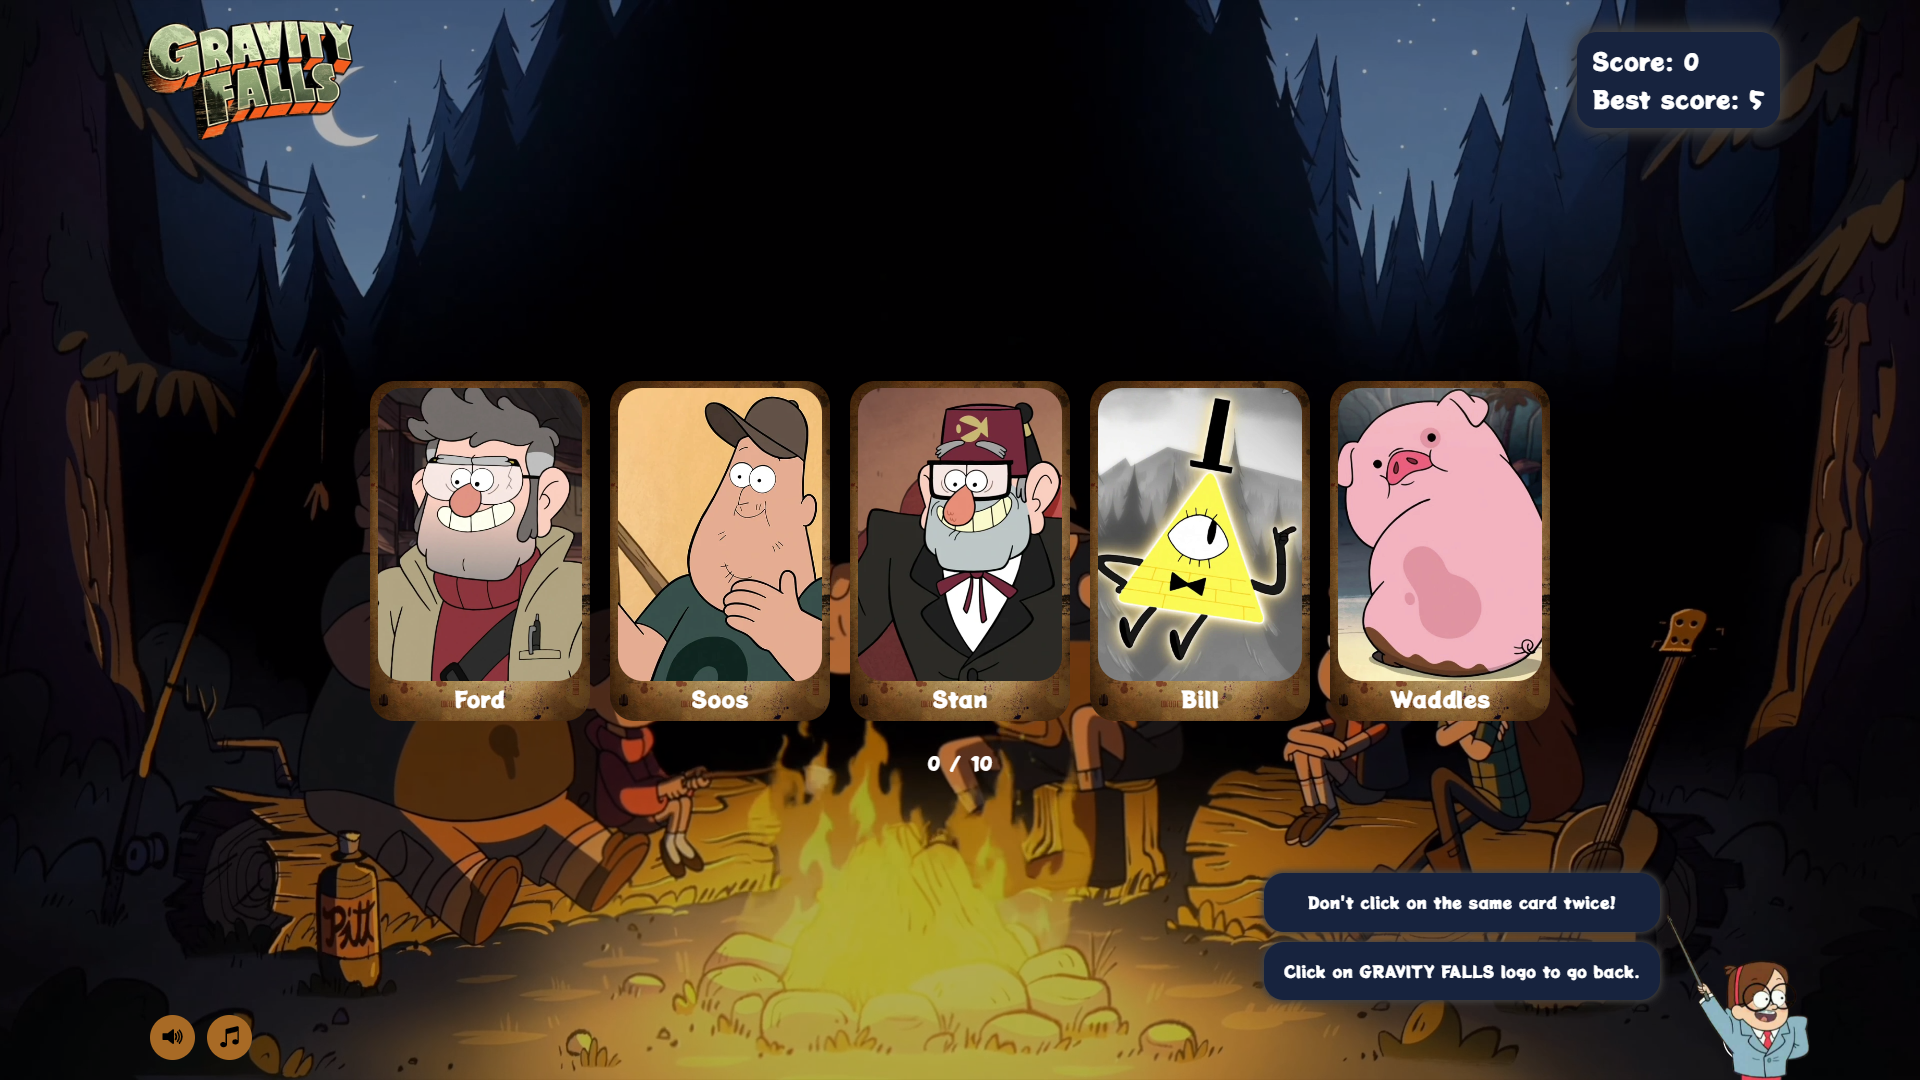 GRAVITY
FALLS
Score: 0
Best score: 5
Ford
Soos
Stan
Bill
Waddles
0 / 10
Pitt
Don't click on the same card twice!
Click on GRAVITY FALLS logo to go back.